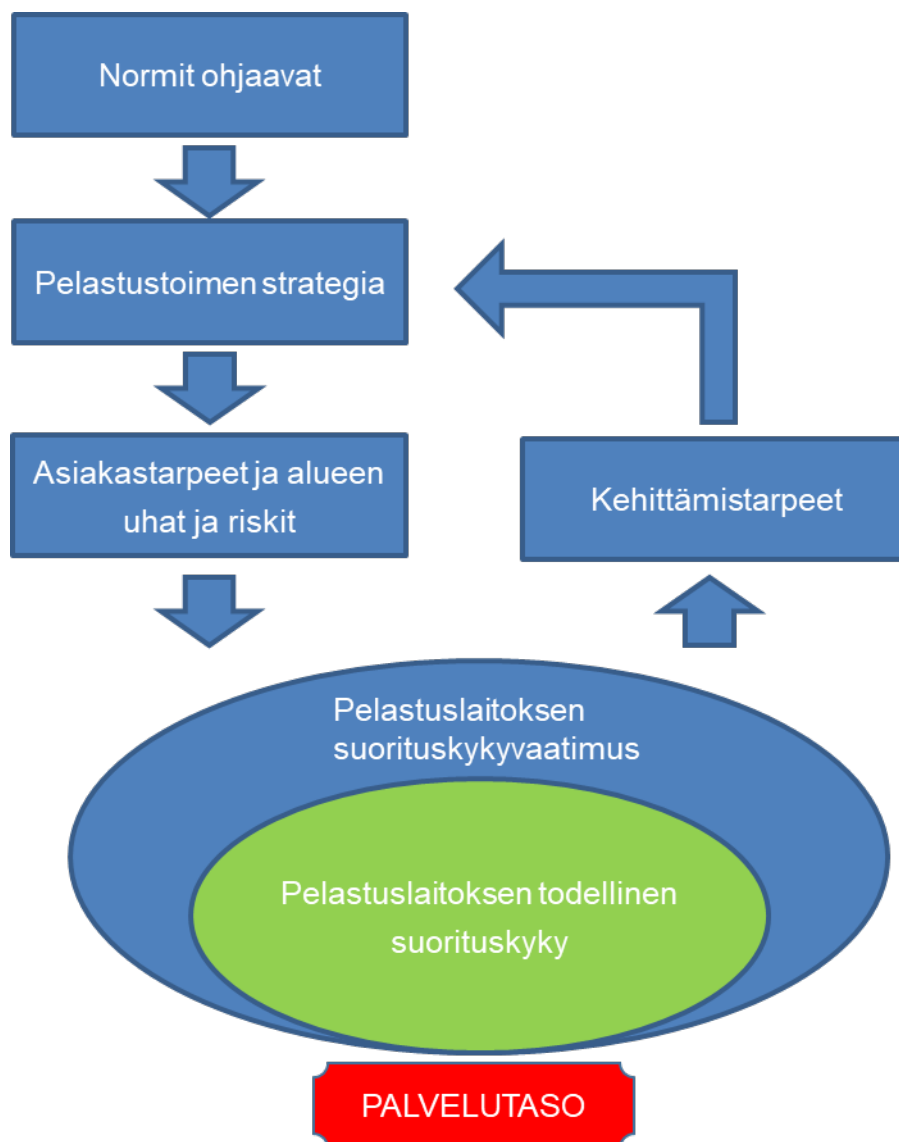 Normit ohjaavat
Pelastustoimen strategia
Asiakastarpeet ja alueen
uhat ja riskit
Kehittämistarpeet
Pelastuslaitoksen
suorituskykyvaatimus
Pelastuslaitoksen todellinen
suorituskyky
PALVELUTASO